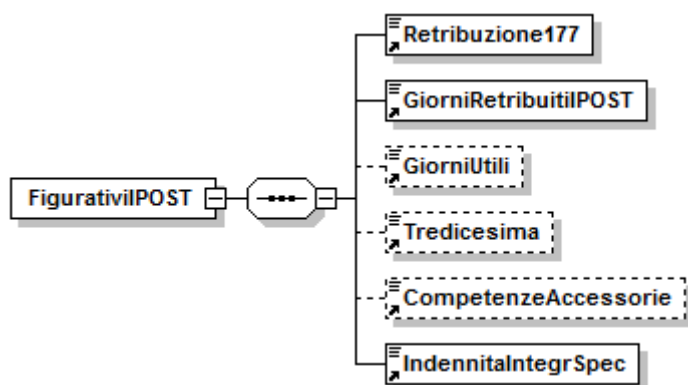 Retribuzione177
GiorniRetribuitiIPOST
GiorniUtili
FigurativiIPOST
Tredicesima
CompetenzeAccessorie
IndennitaIntegrSpec